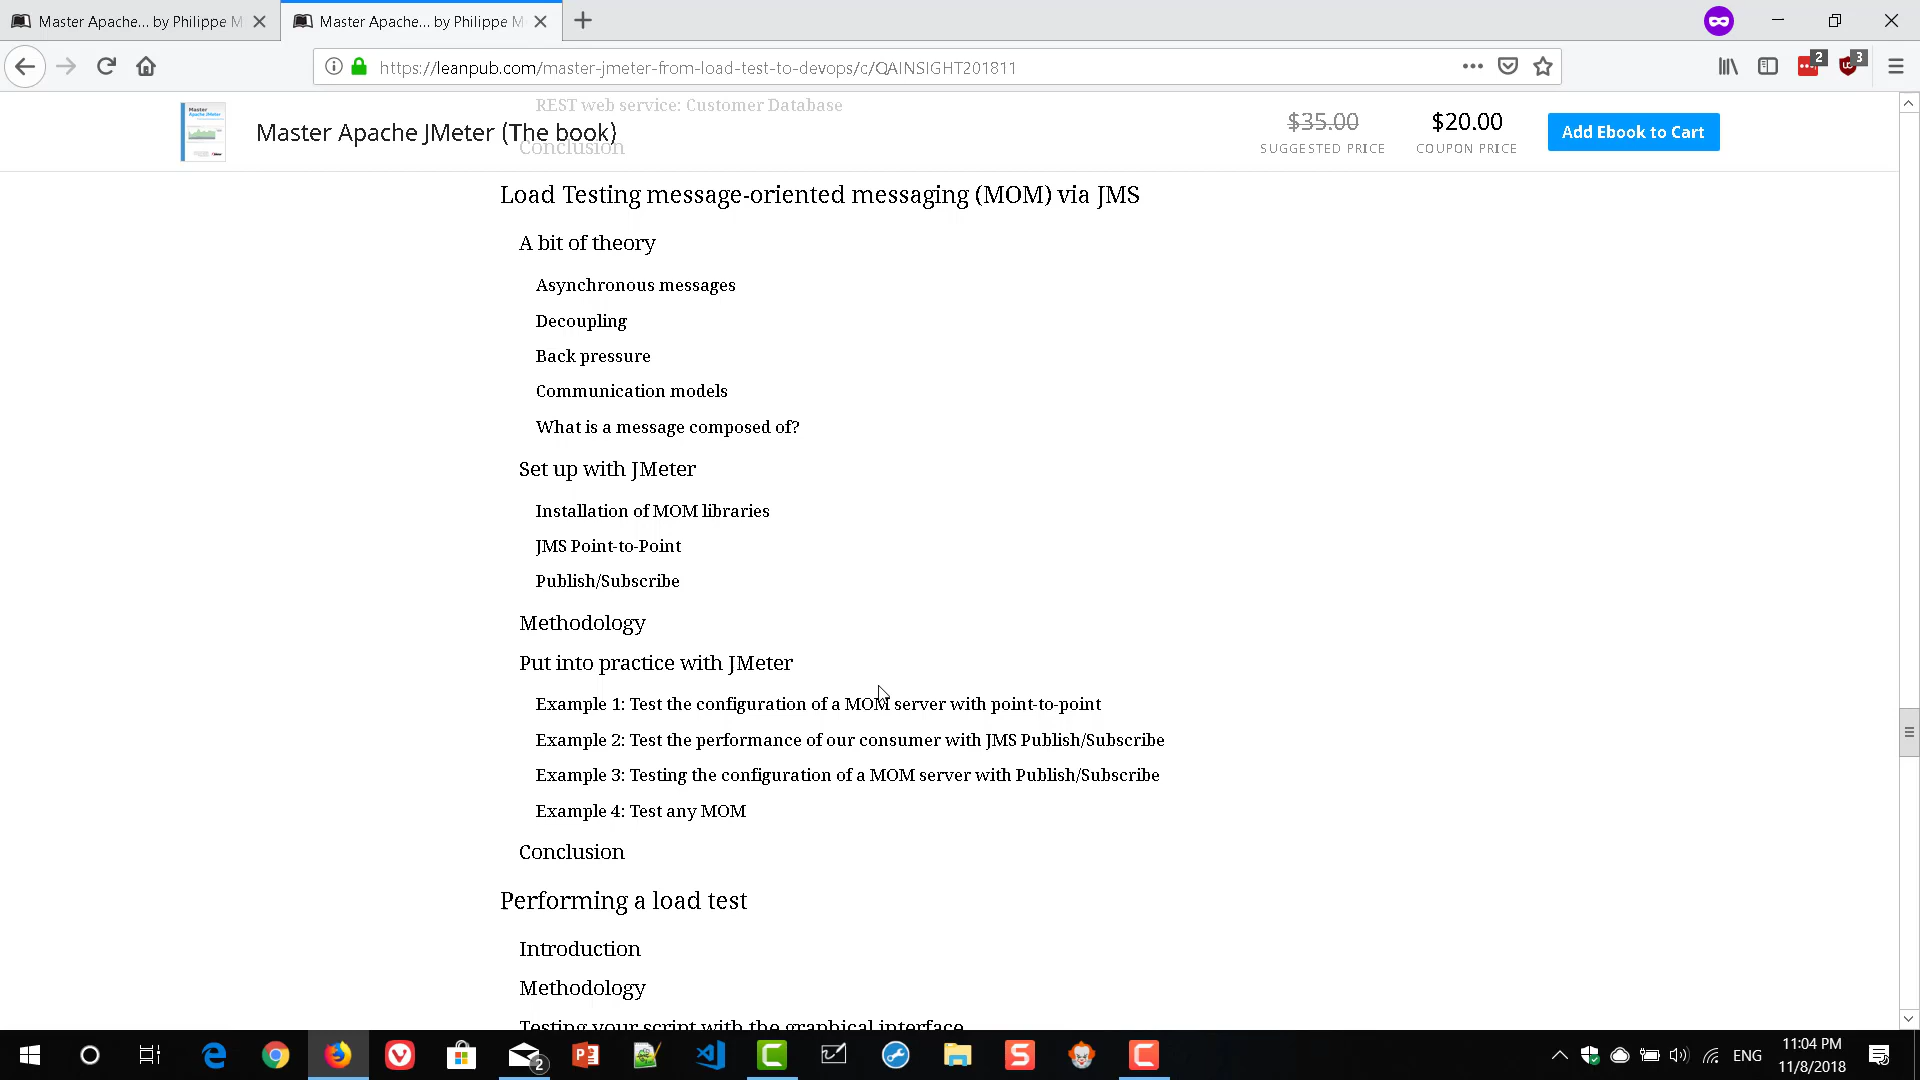 Master Apache... by Philippe M
Master Apache... by Philippe M
https://leanpub.com/master-jmeter-from-load-test-to-devops/c/QAINSIGHT201811
2
3
REST web service: Customer Database
Master Apache JMeter (The book)
Conclusion
$35.00
SUGGESTED PRICE
$20.00
COUPON PRICE
Add Ebook to Cart
Load Testing message-oriented messaging (MOM) via JMS
A bit of theory
Asynchronous messages
Decoupling
Back pressure
Communication models
What is a message composed of?
Set up with JMeter
Installation of MOM libraries
JMS Point-to-Point
Publish/Subscribe
Methodology
Put into practice with JMeter
Example 1: Test the configuration of a MOM server with point-to-point
Example 2: Test the performance of our consumer with JMS Publish/Subscribe
Example 3: Testing the configuration of a MOM server with Publish/Subscribe
Example 4: Test any MOM
Conclusion
Performing a load test
Introduction
Methodology
Testing your script with the graphical interface
2
ENG
11:04 PM
11/8/2018